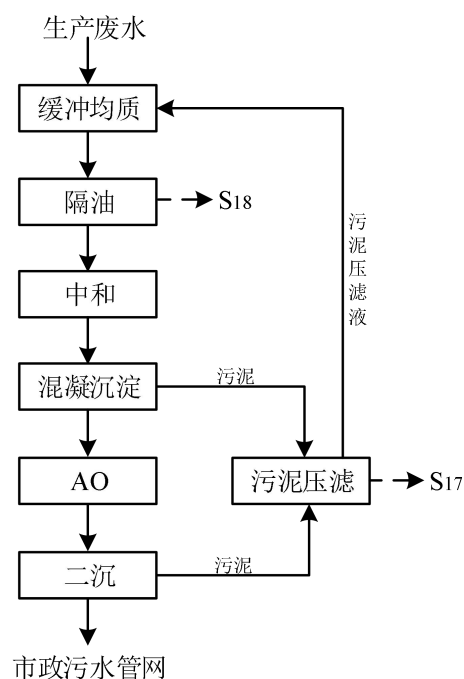 生产废水
缓冲均质
隔油
S18
污泥压滤液
中和
混凝沉淀
污泥
AO
污泥压滤
S17
二沉
污泥
市政污水管网